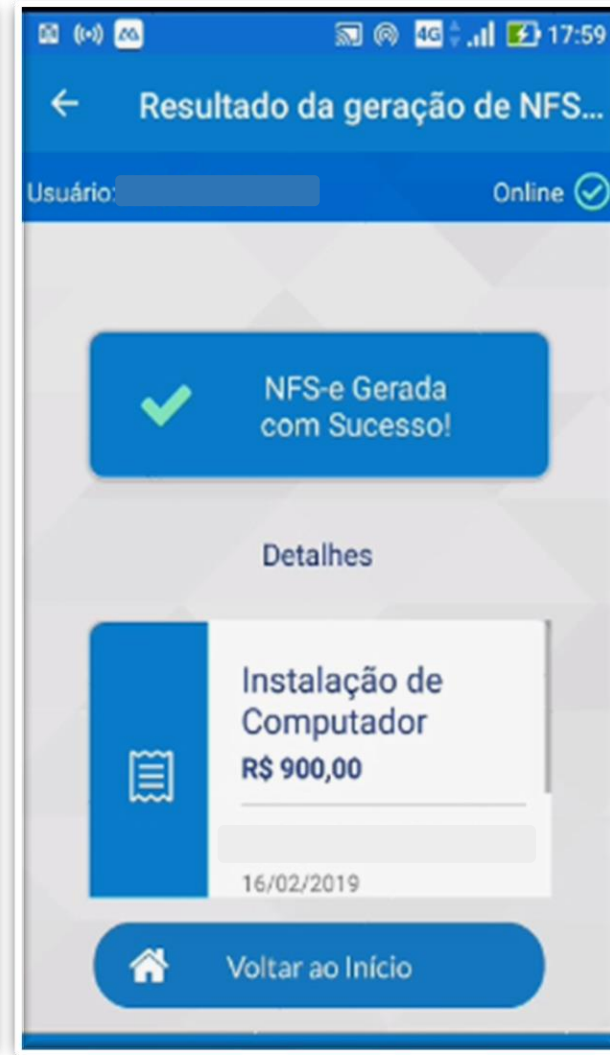 4G 17:59
Resultado da geração de NFS...
Usuário: Online
NFS-e Gerada
com Sucesso!
Detalhes
Instalação de
Computador
R$ 900,00
16/02/2019
Voltar ao Início